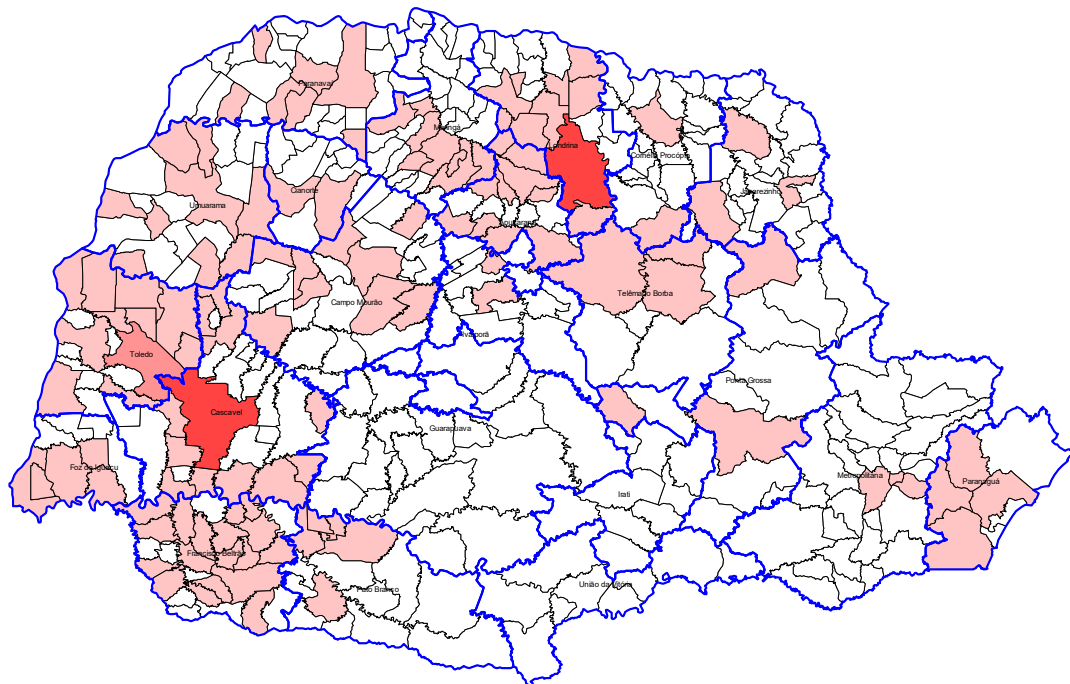 Paranavaí
Maringá
Londrina
Cornélio Procópio
Jacarezinho
Cianorte
Umuarama
Apucarana
Telêmaco Borba
Campo Mourão
Ivaiporã
Toledo
Ponta Grossa
Cascavel
Guarapuava
Foz do Iguaçu
Metropolitana
Paranaguá
Irati
Francisco Beltrão
União da Vitória
Pato Branco